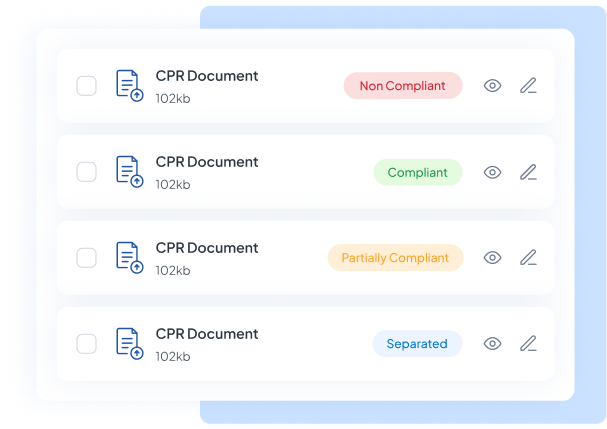 CPR Document
Non Compliant
102kb
CPR Document
Compliant
102kb
CPR Document
Partially Compliant
102kb
CPR Document
Separated
102kb